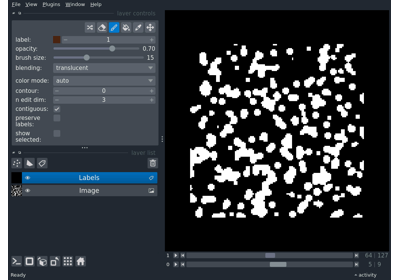 File View Plugins Window Help
layer controls
label: 1
opacity: 0.70
brush size: 15
blending: translucent
color mode: auto
contour: 0
n edit dim: 3
contiguous:
preserve
labels:
show
selected:
layer list
Labels
Image
1 64 127
0 5 9
Ready activity